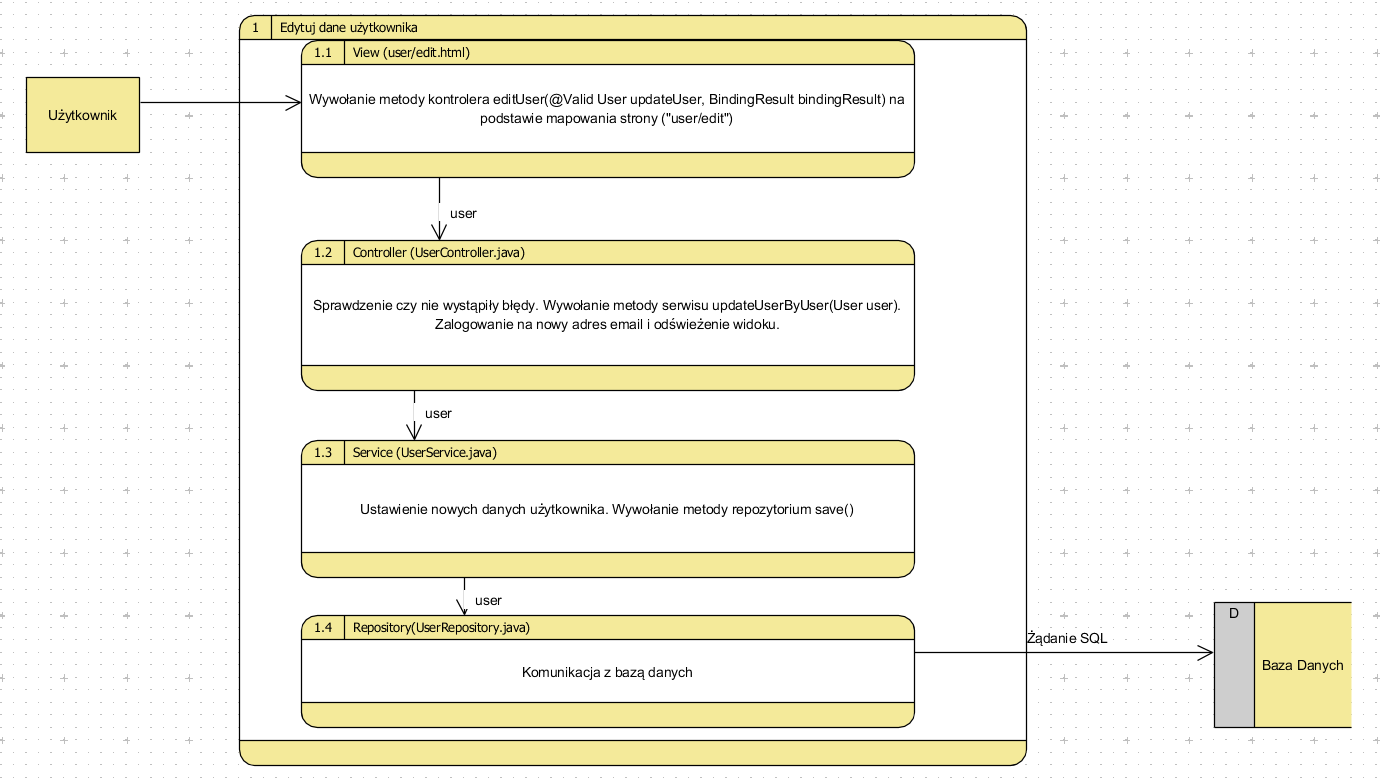 1 Edytuj dane użytkownika
1.1 View (user/edit.html)
Użytkownik
Wywołanie metody kontrolera editUser(@Valid User updateUser, BindingResult bindingResult) na
podstawie mapowania strony ("user/edit")
user
1.2 Controller (UserController.java)
Sprawdzenie czy nie wystąpiły błędy. Wywołanie metody serwisu updateUserByUser(User user).
Zalogowanie na nowy adres email i odświeżenie widoku.
user
1.3 Service (UserService.java)
Ustawienie nowych danych użytkownika. Wywołanie metody repozytorium save()
user
1.4 Repository(UserRepository.java)
Komunikacja z bazą danych
Żądanie SQL
D
Baza Danych